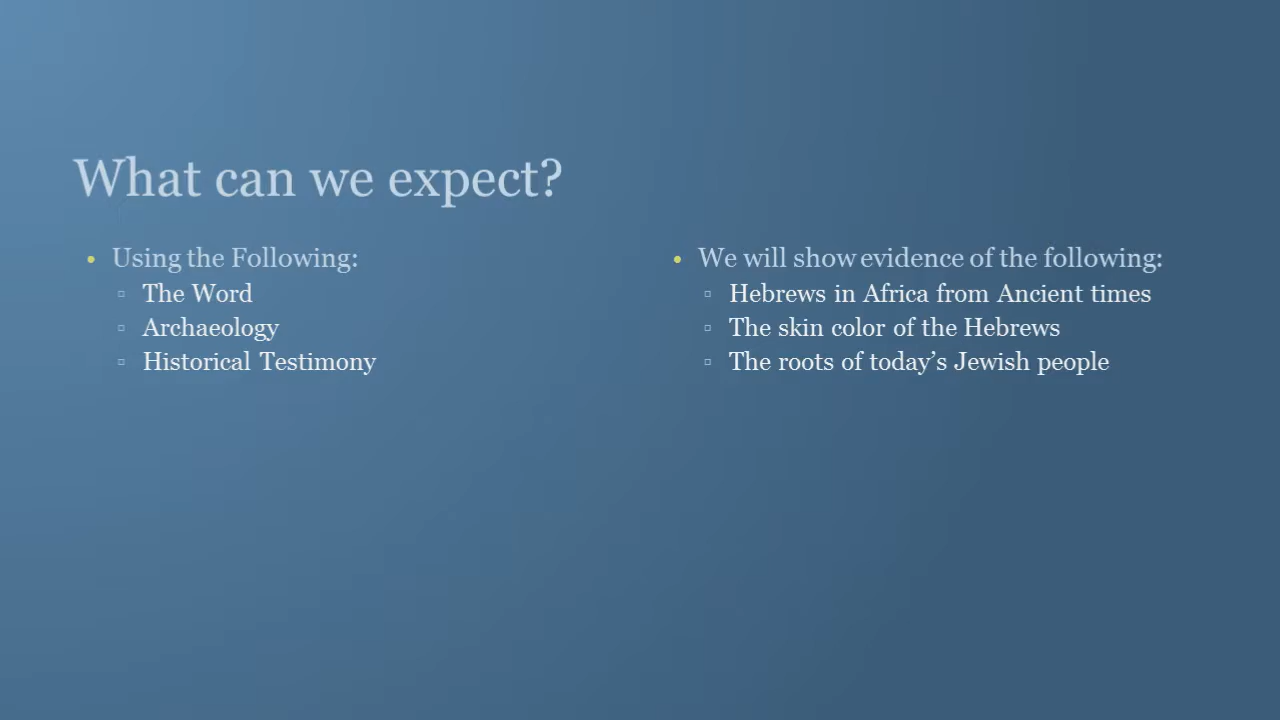 What can we expect?
• Using the Following:
▫ The Word
▫ Archaeology
▫ Historical Testimony
• We will show evidence of the following:
▫ Hebrews in Africa from Ancient times
▫ The skin color of the Hebrews
▫ The roots of today’s Jewish people